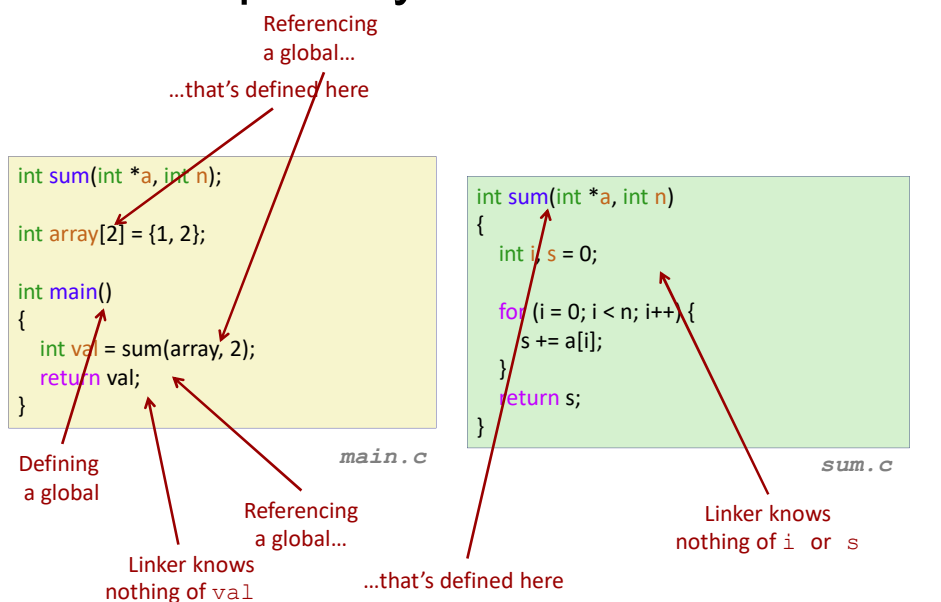 Referencing
a global…
…that's defined here
int sum(int *a, int n);
int array[2] = {1, 2};
int main()
{
int val = sum(array, 2);
return val;
}
main.c
int sum(int *a, int n)
{
int i, s = 0;
for (i = 0; i < n; i++) {
s += a[i];
}
return s;
}
sum.c
Defining
a global
Referencing
a global…
Linker knows
nothing of val
…that's defined here
Linker knows
nothing of i or s